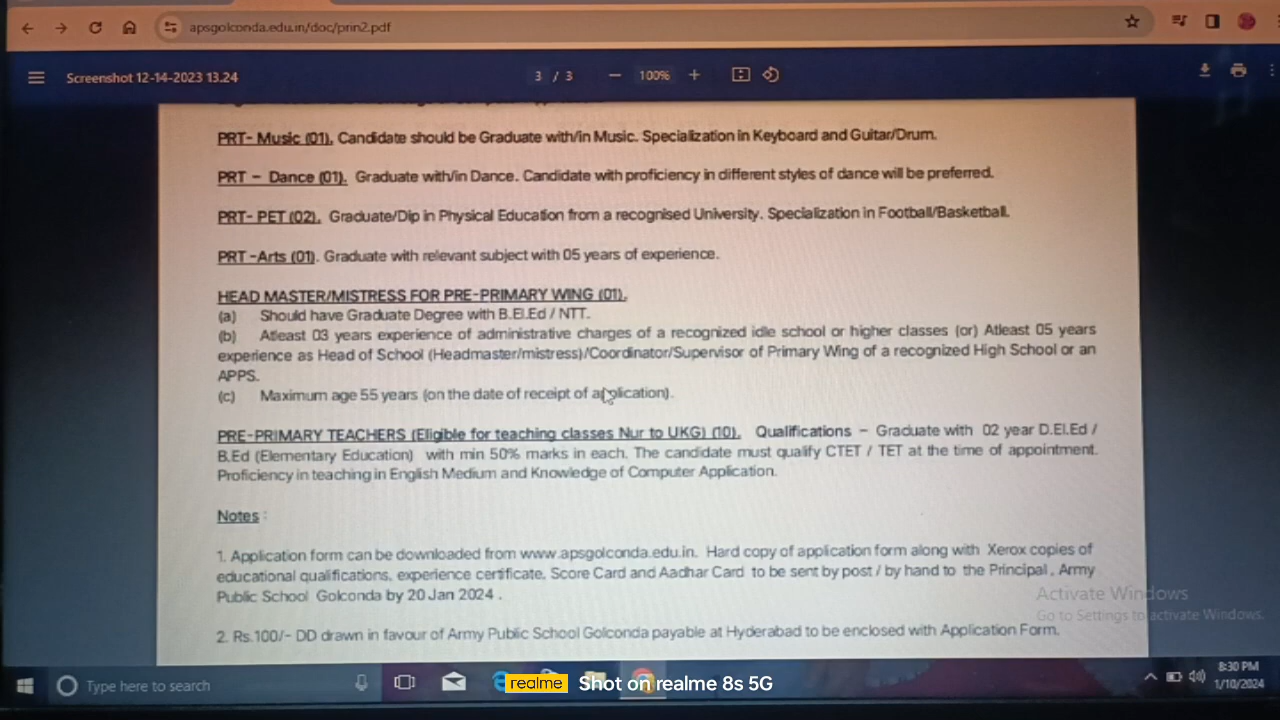 apsgolconda.edu.in/doc/prin2.pdf
Screenshot 12-14-2023 13.24
3 / 3
100%
PRT- Music (01). Candidate should be Graduate with/in Music. Specialization in Keyboard and Guitar/Drum.
PRT – Dance (01). Graduate with/in Dance. Candidate with proficiency in different styles of dance will be preferred.
PRT- PET (02). Graduate/Dip in Physical Education from a recognised University. Specialization in Football/Basketball.
PRT -Arts (01). Graduate with relevant subject with 05 years of experience.
HEAD MASTER/MISTRESS FOR PRE-PRIMARY WING (01).
(a) Should have Graduate Degree with B.El.Ed / NTT.
(b) Atleast 03 years experience of administrative charges of a recognized idle school or higher classes (or) Atleast 05 years
experience as Head of School (Headmaster/mistress)/Coordinator/Supervisor of Primary Wing of a recognized High School or an
APPS.
(c) Maximum age 55 years (on the date of receipt of application).
PRE-PRIMARY TEACHERS (Eligible for teaching classes Nur to UKG) (10). Qualifications – Graduate with 02 year D.El.Ed /
B.Ed (Elementary Education) with min 50% marks in each. The candidate must qualify CTET / TET at the time of appointment.
Proficiency in teaching in English Medium and Knowledge of Computer Application.
Notes :
1. Application form can be downloaded from www.apsgolconda.edu.in. Hard copy of application form along with Xerox copies of
educational qualifications, experience certificate, Score Card and Aadhar Card to be sent by post / by hand to the Principal , Army
Public School Golconda by 20 Jan 2024 .
2. Rs.100/- DD drawn in favour of Army Public School Golconda payable at Hyderabad to be enclosed with Application Form.
Activate Windows
Go to Settings to activate Windows.
Type here to search
8:30 PM
1/10/2024
realme Shot on realme 8s 5G